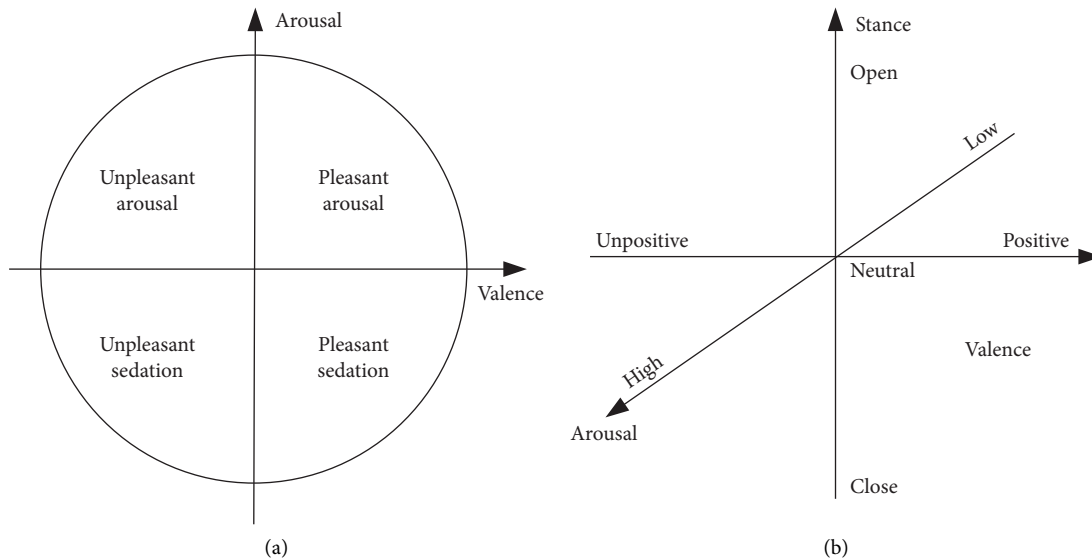 Arousal
Unpleasant
arousal
Pleasant
arousal
Valence
Unpleasant
sedation
Pleasant
sedation
(a)
Stance
Open
Low
Unpositive
Positive
Neutral
Valence
High
Arousal
Close
(b)